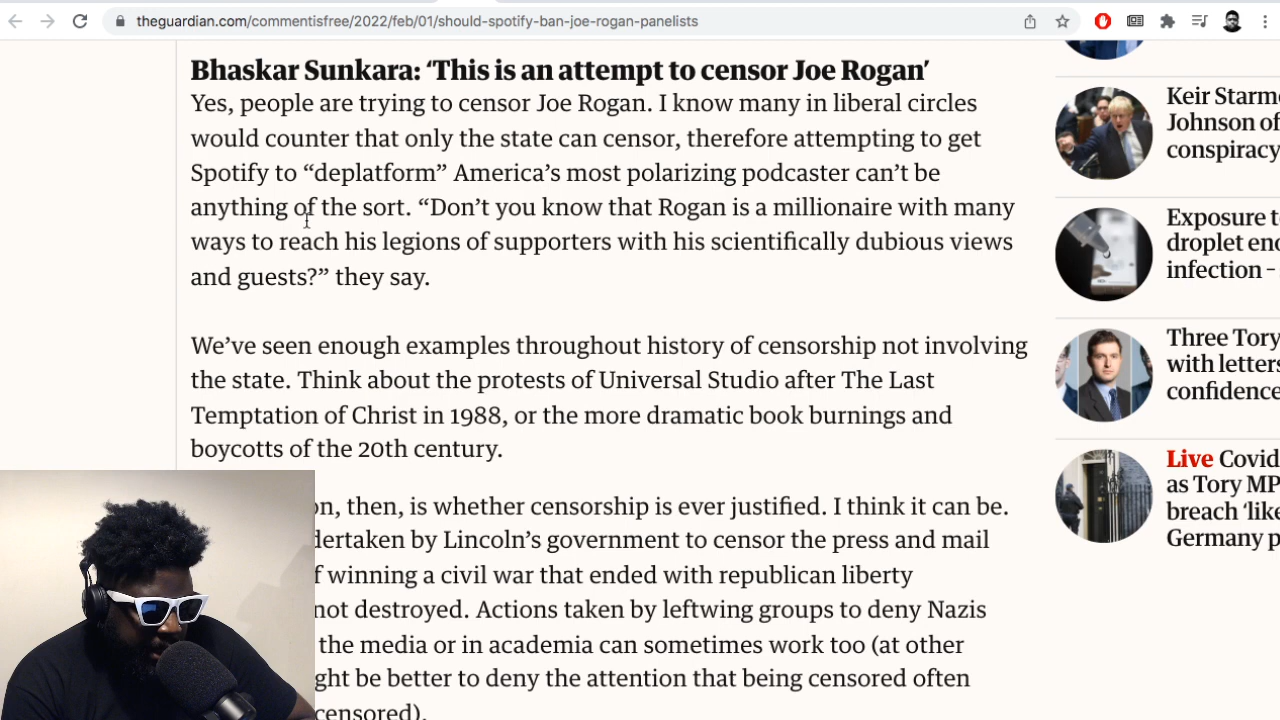 theguardian.com/commentisfree/2022/feb/01/should-spotify-ban-joe-rogan-panelists
Bhaskar Sunkara: ‘This is an attempt to censor Joe Rogan’
Yes, people are trying to censor Joe Rogan. I know many in liberal circles
would counter that only the state can censor, therefore attempting to get
Spotify to “deplatform” America’s most polarizing podcaster can’t be
anything of the sort. “Don’t you know that Rogan is a millionaire with many
ways to reach his legions of supporters with his scientifically dubious views
and guests?” they say.
We’ve seen enough examples throughout history of censorship not involving
the state. Think about the protests of Universal Studio after The Last
Temptation of Christ in 1988, or the more dramatic book burnings and
boycotts of the 20th century.
on, then, is whether censorship is ever justified. I think it can be.
dertaken by Lincoln’s government to censor the press and mail
f winning a civil war that ended with republican liberty
not destroyed. Actions taken by leftwing groups to deny Nazis
the media or in academia can sometimes work too (at other
ght be better to deny the attention that being censored often
censored).
Keir Starm
Johnson of
conspiracy
Exposure t
droplet en
infection –
Three Tory
with letters
confidence
Live Covid
as Tory MP
breach ‘like
Germany p